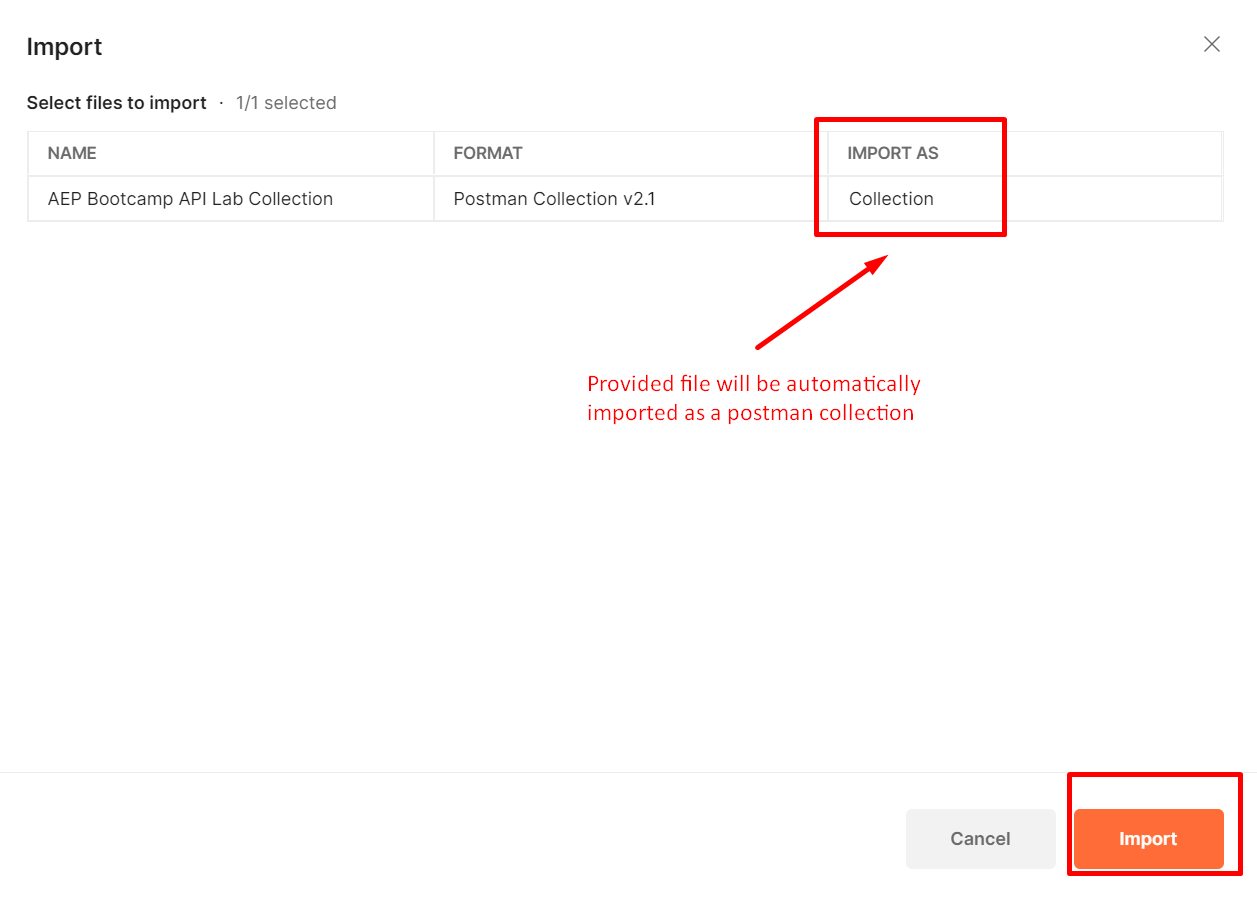 Import
Select files to import · 1/1 selected
NAME FORMAT IMPORT AS
AEP Bootcamp API Lab Collection Postman Collection v2.1 Collection
Provided file will be automatically
imported as a postman collection
Cancel Import